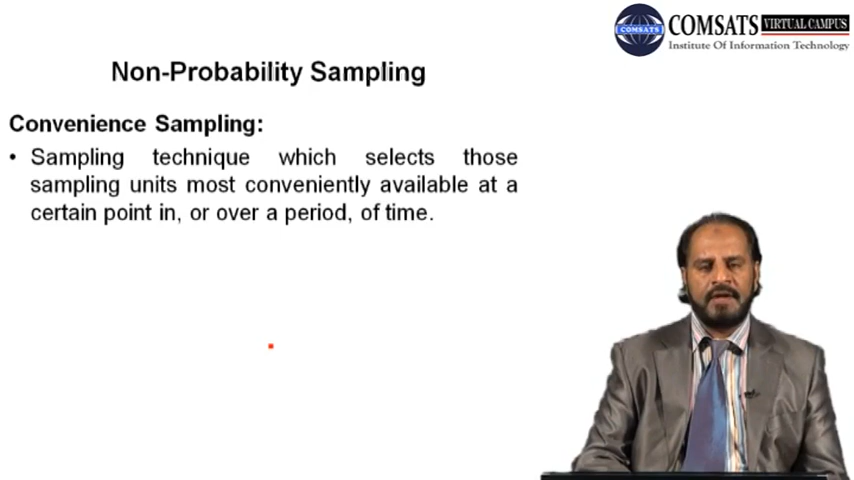 COMSATS VIRTUAL CAMPUS
Institute Of Information Technology
COMSATS
Non-Probability Sampling
Convenience Sampling:
• Sampling technique which selects those
sampling units most conveniently available at a
certain point in, or over a period, of time.